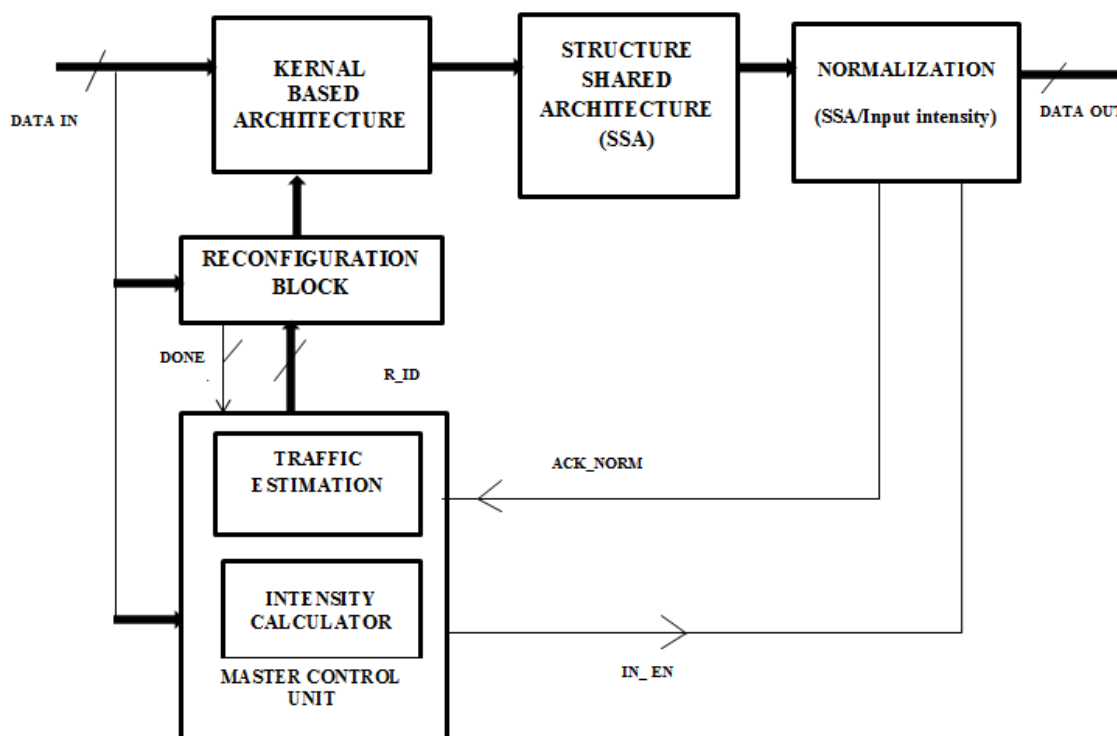 DATA IN
KERNAL
BASED
ARCHITECTURE
STRUCTURE
SHARED
ARCHITECTURE
(SSA)
NORMALIZATION
(SSA/Input intensity)
DATA OUT
RECONFIGURATION
BLOCK
DONE
R_ID
TRAFFIC
ESTIMATION
ACK_NORM
INTENSITY
CALCULATOR
MASTER CONTROL
UNIT
IN_ EN